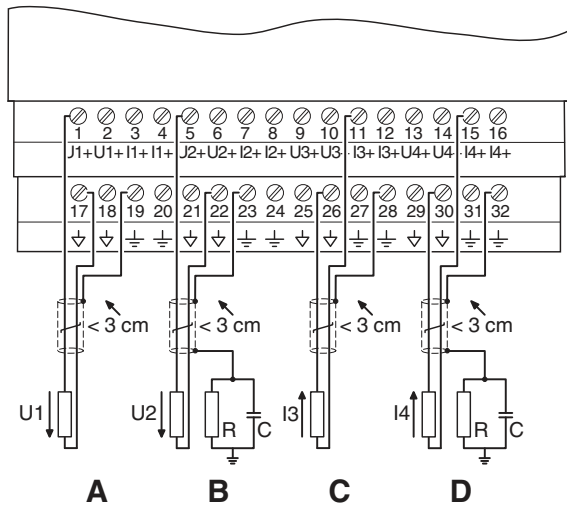 1 2 3 4 5 6 7 8 9 10 11 12 13 14 15 16
J1+ U1+ I1+ I1+ J2+ U2+ I2+ I2+ U3+ U3- I3+ I3+ U4+ U4- I4+ I4+
17 18 19 20 21 22 23 24 25 26 27 28 29 30 31 32
< 3 cm < 3 cm < 3 cm < 3 cm
U1 U2 R C I3 I4 R C
A B C D